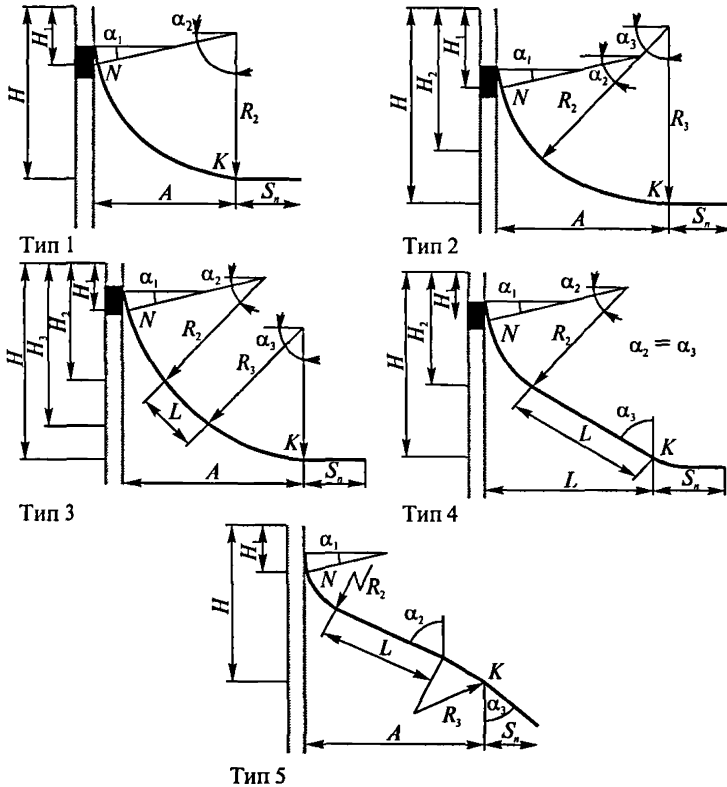 H
H₁
α₁
N
α₂
R₂
K
A
Sₙ
Тип 1
H
H₂
H₁
α₁
N
α₂
α₃
R₂
R₃
K
A
Sₙ
Тип 2
H
H₃
H₂
H₁
α₁
N
α₂
R₂
R₃
α₃
L
K
A
Sₙ
Тип 3
H
H₂
H₁
α₁
N
α₂
R₂
α₂ = α₃
α₃
L
K
L
Sₙ
Тип 4
H
H₁
α₁
N
R₂
α₂
L
K
R₃
α₃
A
Sₙ
Тип 5